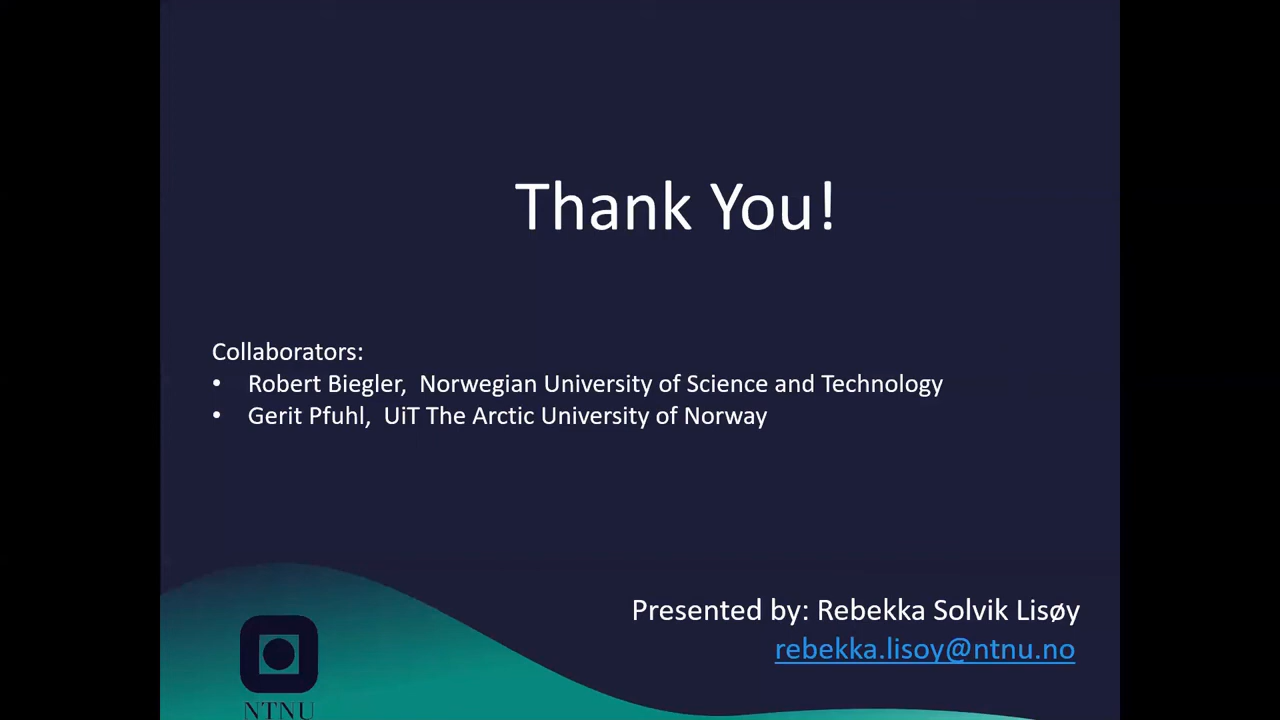 Thank You!
Collaborators:
• Robert Biegler, Norwegian University of Science and Technology
• Gerit Pfuhl, UiT The Arctic University of Norway
Presented by: Rebekka Solvik Lisøy
rebekka.lisoy@ntnu.no
NTNU